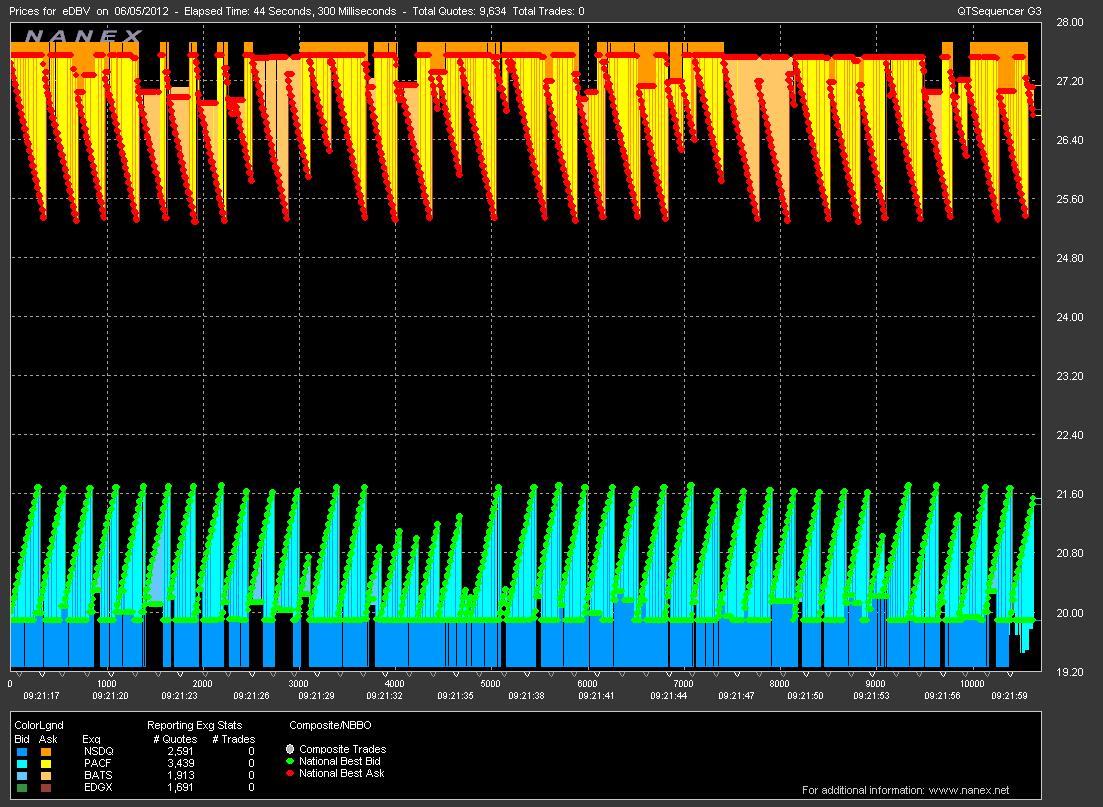 Prices for eDBV on 06/05/2012 - Elapsed Time: 44 Seconds, 300 Milliseconds - Total Quotes: 9,634 Total Trades: 0 QTSequencer G3
NANEX
28.00
27.20
26.40
25.60
24.80
24.00
23.20
22.40
21.60
20.80
20.00
19.20
0 1000 2000 3000 4000 5000 6000 7000 8000 9000 10000
09:21:17 09:21:20 09:21:23 09:21:26 09:21:29 09:21:32 09:21:35 09:21:38 09:21:41 09:21:44 09:21:47 09:21:50 09:21:53 09:21:56 09:21:59
ColorLgnd Reporting Exg Stats Composite/NBBO
Bid Ask Exq # Quotes # Trades
NSDQ 2,591 0
PACF 3,439 0
BATS 1,913 0
EDGX 1,691 0
Composite Trades
National Best Bid
National Best Ask
For additional information: www.nanex.net